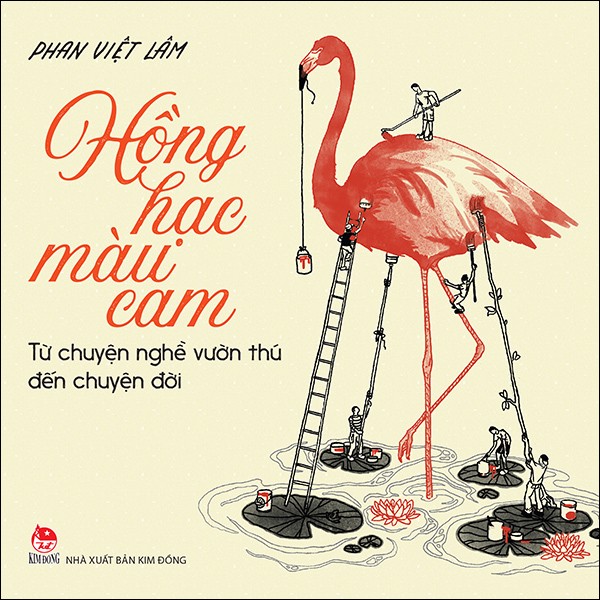 PHAN VIỆT LÂM
Hồng
hạc
màu
cam
Từ chuyện nghề vườn thú
đến chuyện đời
KIM ĐỒNG
NHÀ XUẤT BẢN KIM ĐỒNG